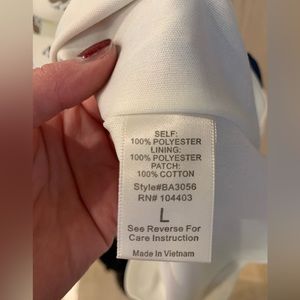 SELF:
100% POLYESTER
LINING:
100% POLYESTER
PATCH:
100% COTTON
Style#BA3056
RN# 104403
L
See Reverse For
Care Instruction
Made In Vietnam